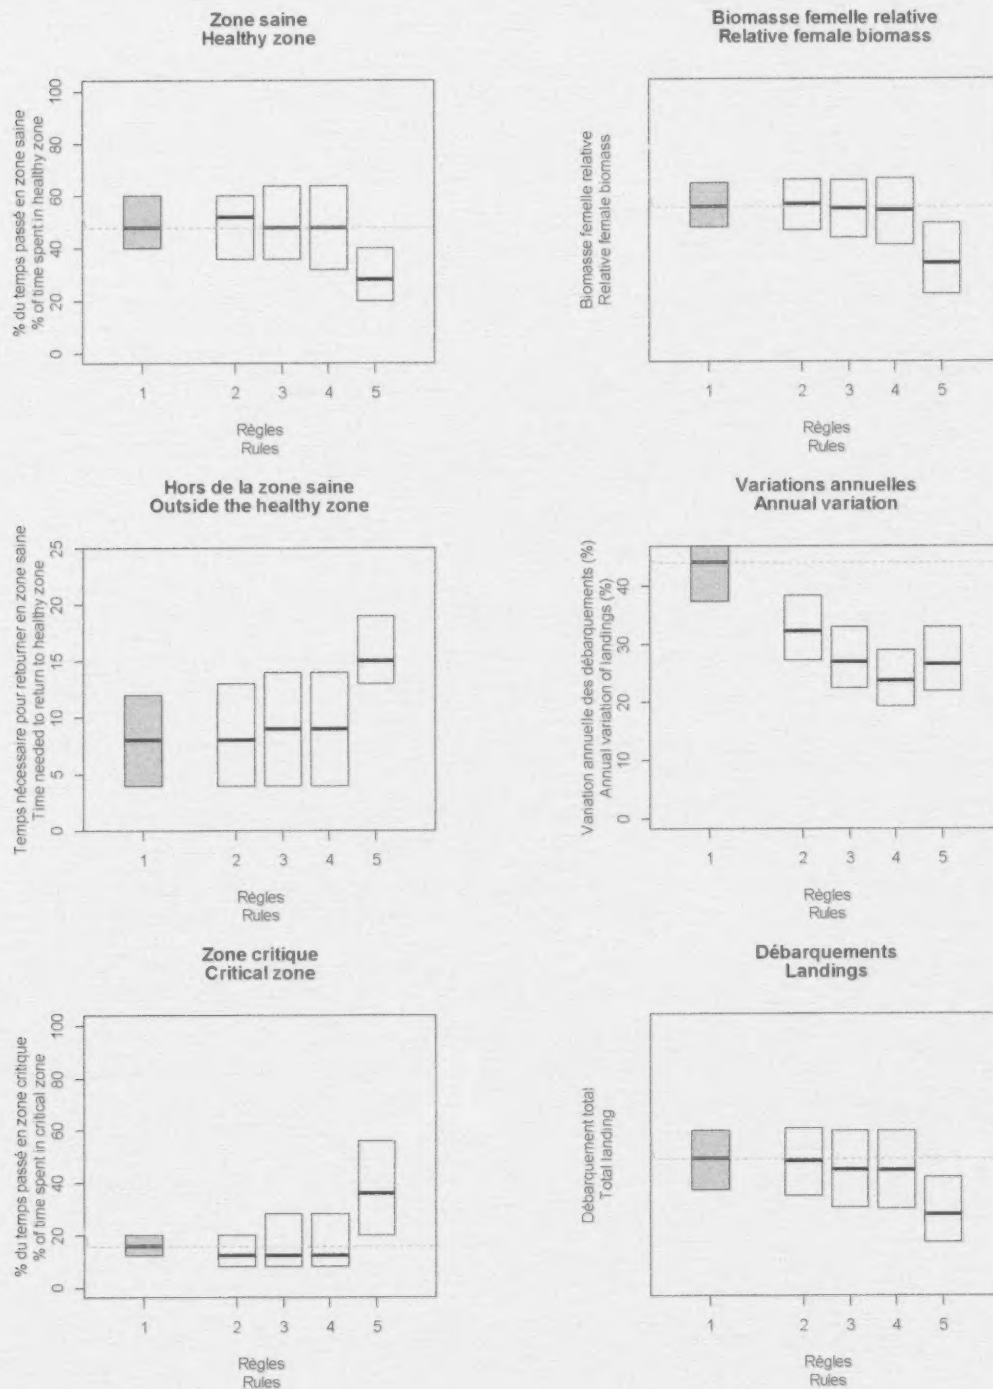 Zone saine
Healthy zone
% du temps passé en zone saine
% of time spent in healthy zone
100
80
60
40
20
0
1
2
3
4
5
Règles
Rules
Biomasse femelle relative
Relative female biomass
Biomasse femelle relative
Relative female biomass
1
2
3
4
5
Règles
Rules
Hors de la zone saine
Outside the healthy zone
Temps nécessaire pour retourner en zone saine
Time needed to return to healthy zone
25
20
15
10
5
0
1
2
3
4
5
Règles
Rules
Variations annuelles
Annual variation
Variation annuelle des débarquements (%)
Annual variation of landings (%)
40
30
20
10
0
1
2
3
4
5
Règles
Rules
Zone critique
Critical zone
% du temps passé en zone critique
% of time spent in critical zone
100
80
60
40
20
0
1
2
3
4
5
Règles
Rules
Débarquements
Landings
Débarquement total
Total landing
1
2
3
4
5
Règles
Rules